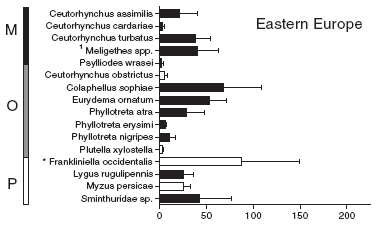 Eastern Europe
M
O
P
Ceutorhynchus assimilis
Ceutorhynchus cardariae
Ceutorhynchus turbatus
¹ Meligethes spp.
Psylliodes wrasei
Ceutorhynchus obstrictus
Colaphellus sophiae
Eurydema ornatum
Phyllotreta atra
Phyllotreta erysimi
Phyllotreta nigripes
Plutella xylostella
* Frankliniella occidentalis
Lygus rugulipennis
Myzus persicae
Sminthuridae sp.
0 50 100 150 200